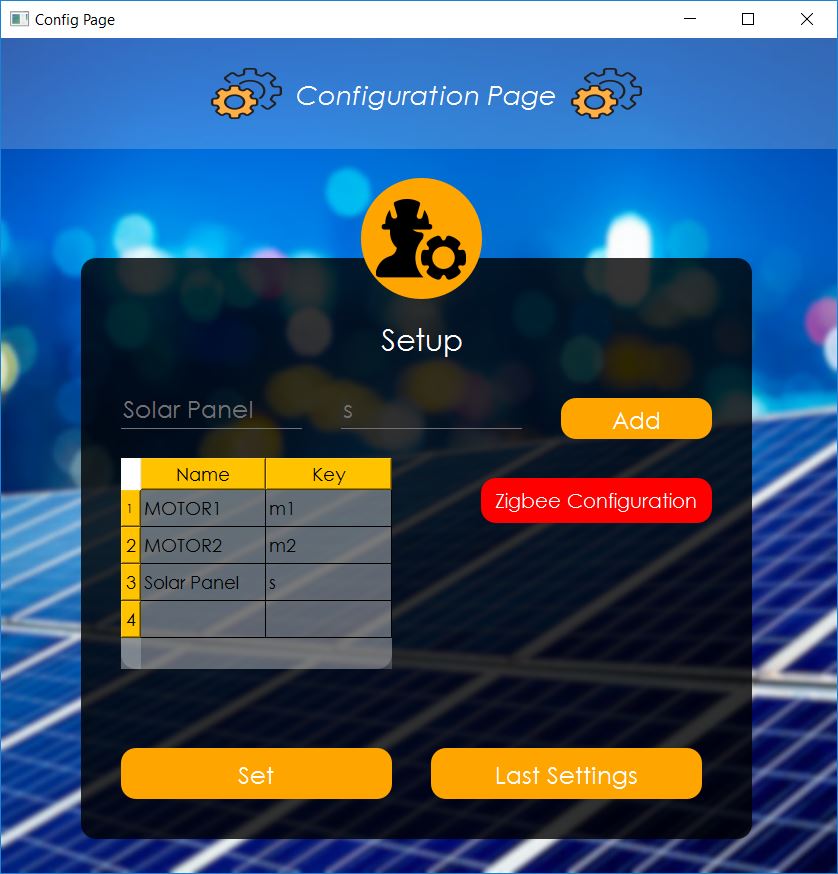 Config Page
Configuration Page
Setup
Solar Panel s Add
Name Key
Zigbee Configuration
1 MOTOR1 m1
2 MOTOR2 m2
3 Solar Panel s
4
Set Last Settings